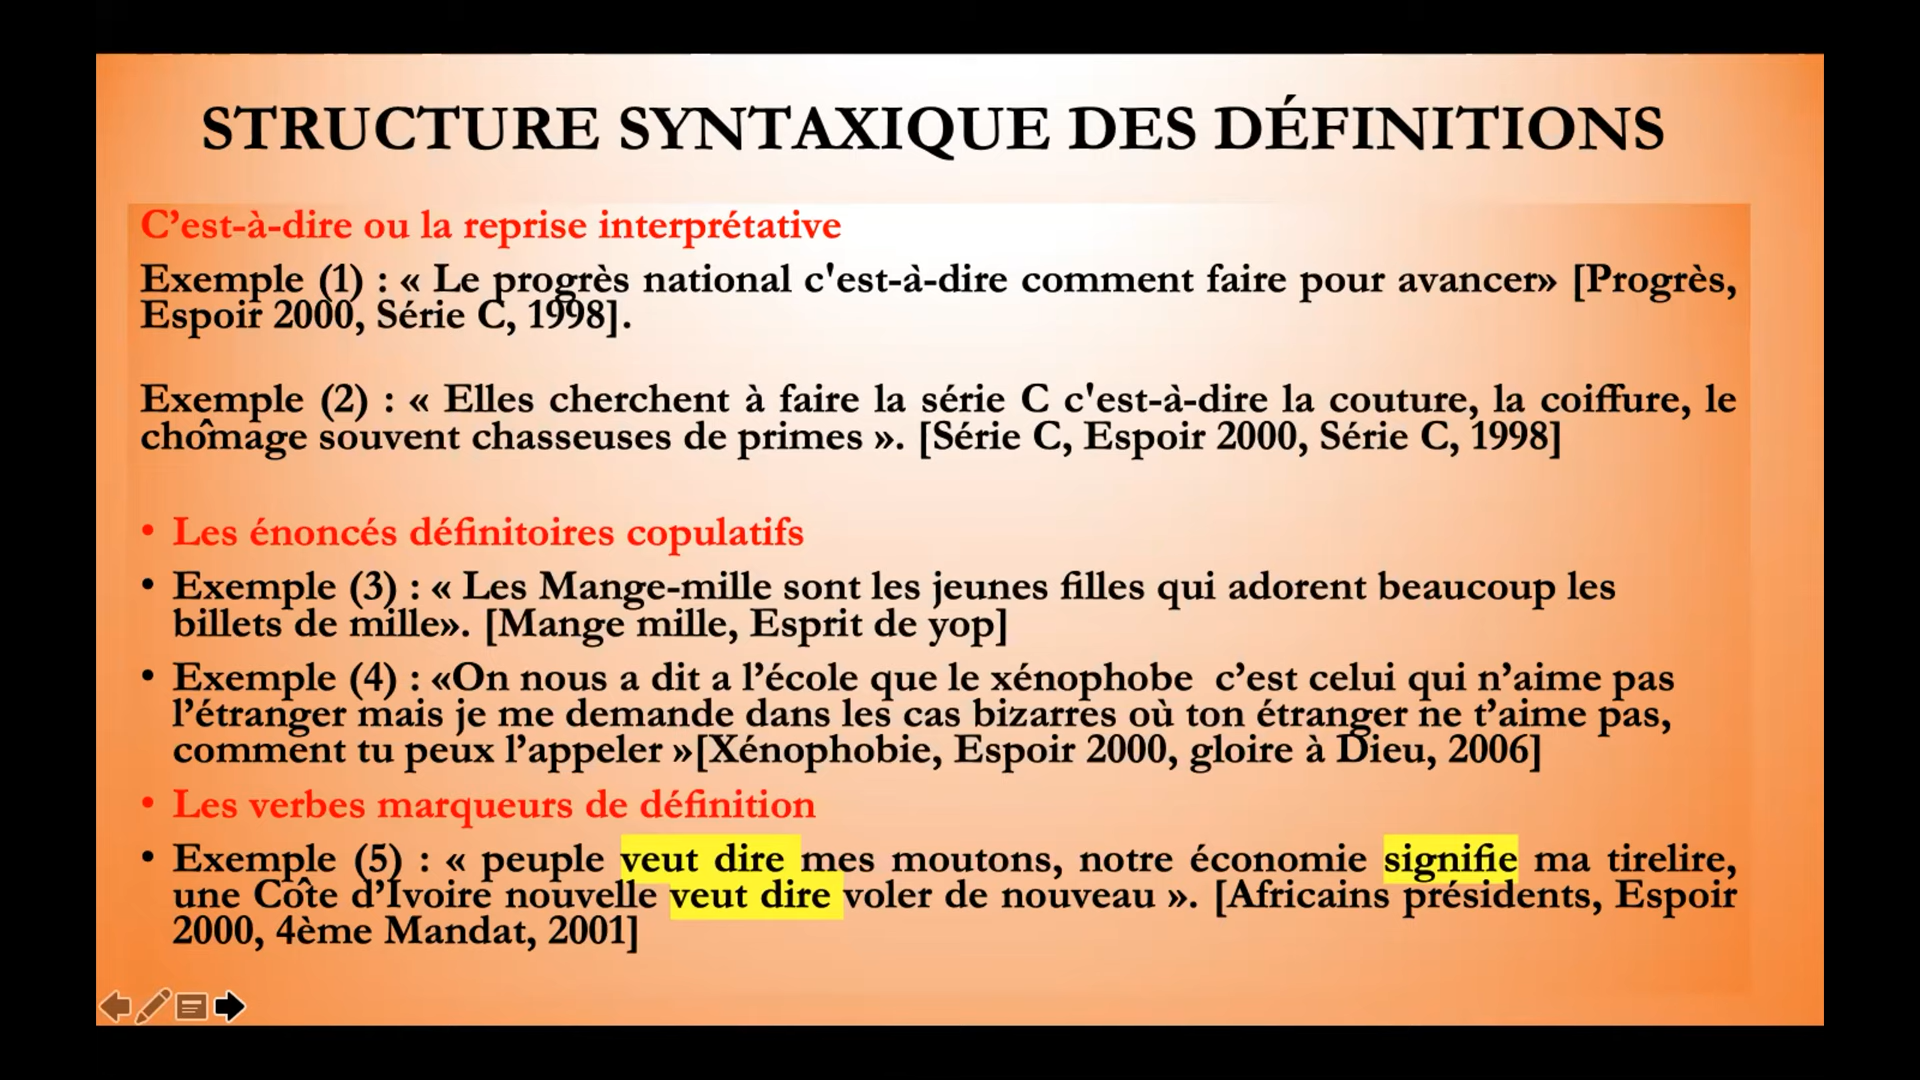 STRUCTURE SYNTAXIQUE DES DÉFINITIONS
C’est-à-dire ou la reprise interprétative
Exemple (1) : « Le progrès national c'est-à-dire comment faire pour avancer» [Progrès,
Espoir 2000, Série C, 1998].
Exemple (2) : « Elles cherchent à faire la série C c'est-à-dire la couture, la coiffure, le
chômage souvent chasseuses de primes ». [Série C, Espoir 2000, Série C, 1998]
• Les énoncés définitoires copulatifs
• Exemple (3) : « Les Mange-mille sont les jeunes filles qui adorent beaucoup les
billets de mille». [Mange mille, Esprit de yop]
• Exemple (4) : «On nous a dit a l’école que le xénophobe c’est celui qui n’aime pas
l’étranger mais je me demande dans les cas bizarres où ton étranger ne t’aime pas,
comment tu peux l’appeler »[Xénophobie, Espoir 2000, gloire à Dieu, 2006]
• Les verbes marqueurs de définition
• Exemple (5) : « peuple veut dire mes moutons, notre économie signifie ma tirelire,
une Côte d’Ivoire nouvelle veut dire voler de nouveau ». [Africains présidents, Espoir
2000, 4ème Mandat, 2001]